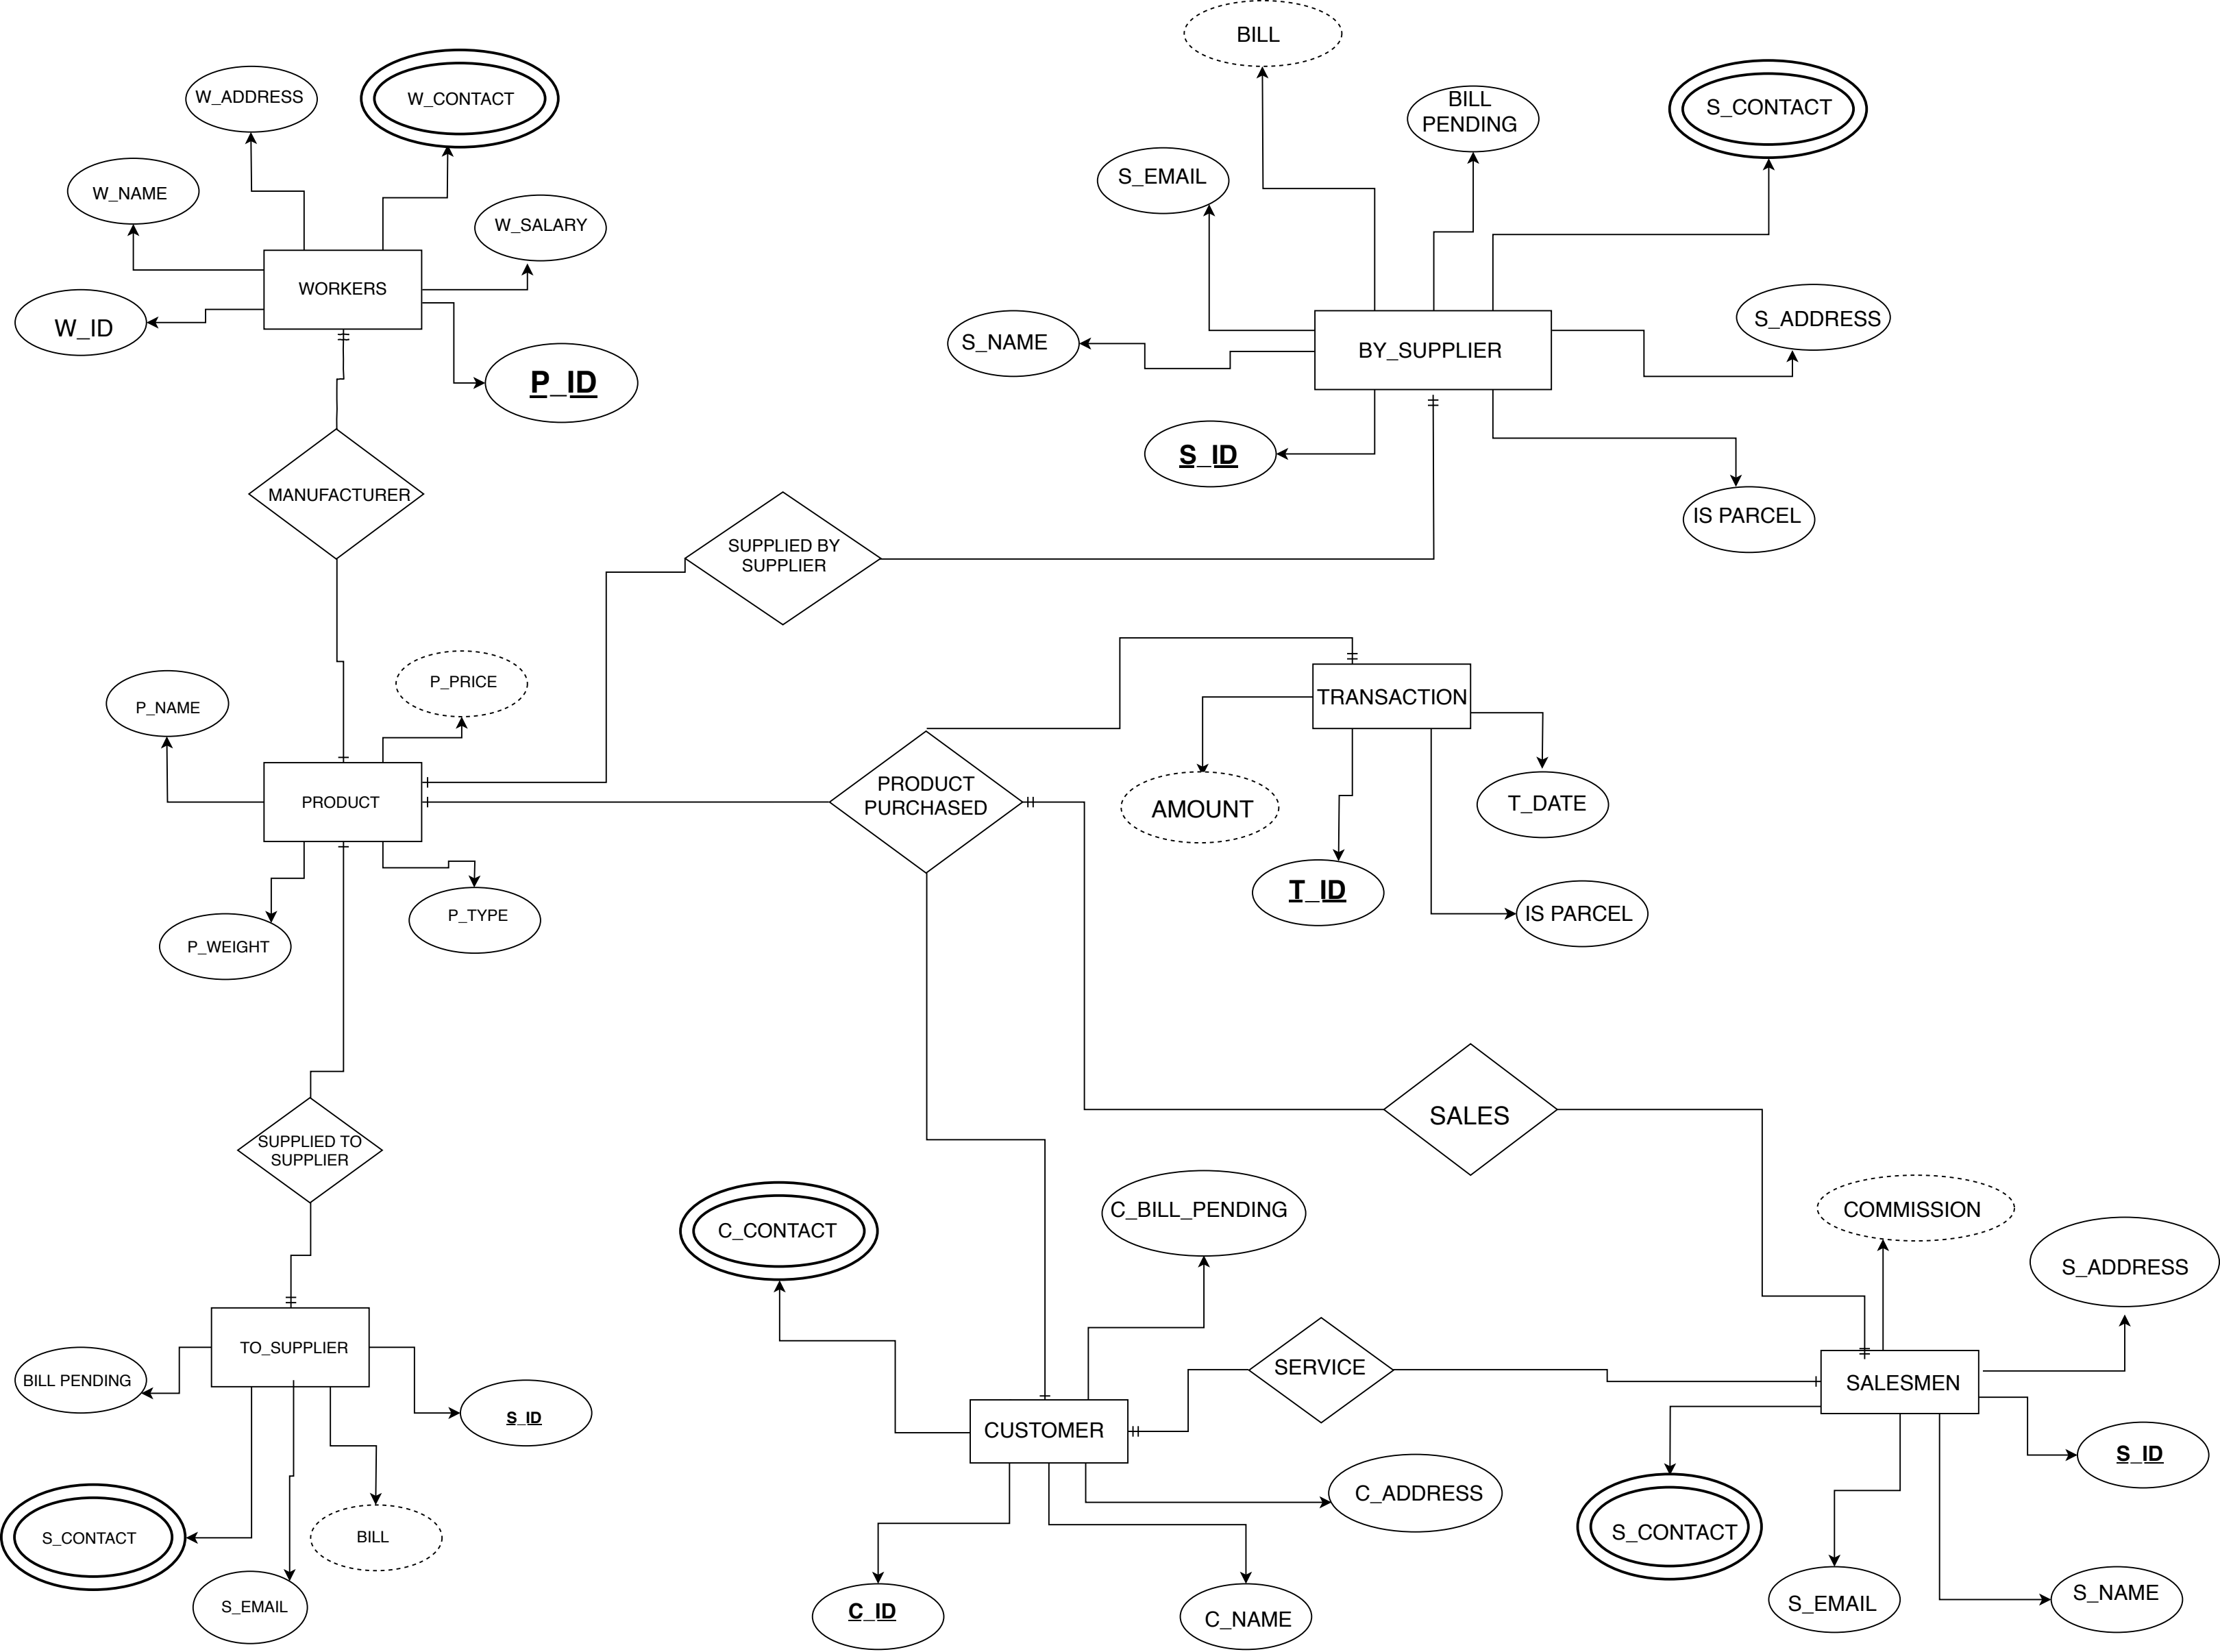 BILL
W_ADDRESS
W_CONTACT
BILL
PENDING
S_CONTACT
S_EMAIL
W_NAME
W_SALARY
WORKERS
W_ID
S_NAME
BY_SUPPLIER
S_ADDRESS
P_ID
S_ID
MANUFACTURER
IS PARCEL
SUPPLIED BY
SUPPLIER
P_PRICE
P_NAME
TRANSACTION
PRODUCT
PRODUCT
PURCHASED
AMOUNT
T_DATE
T_ID
IS PARCEL
P_TYPE
P_WEIGHT
SALES
SUPPLIED TO
SUPPLIER
C_CONTACT
C_BILL_PENDING
COMMISSION
S_ADDRESS
TO_SUPPLIER
BILL PENDING
SERVICE
SALESMEN
S_ID
CUSTOMER
S_ID
C_ADDRESS
S_CONTACT
BILL
S_CONTACT
S_EMAIL
C_ID
C_NAME
S_EMAIL
S_NAME